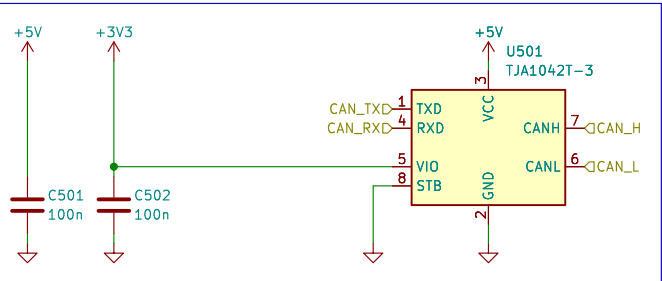 +5V
+3V3
+5V
U501
TJA1042T-3
3
VCC
CAN_TX 1 TXD
CAN_RX 4 RXD
CANH 7 CAN_H
5 VIO
CANL 6 CAN_L
8 STB
GND
2
C501
100n
C502
100n